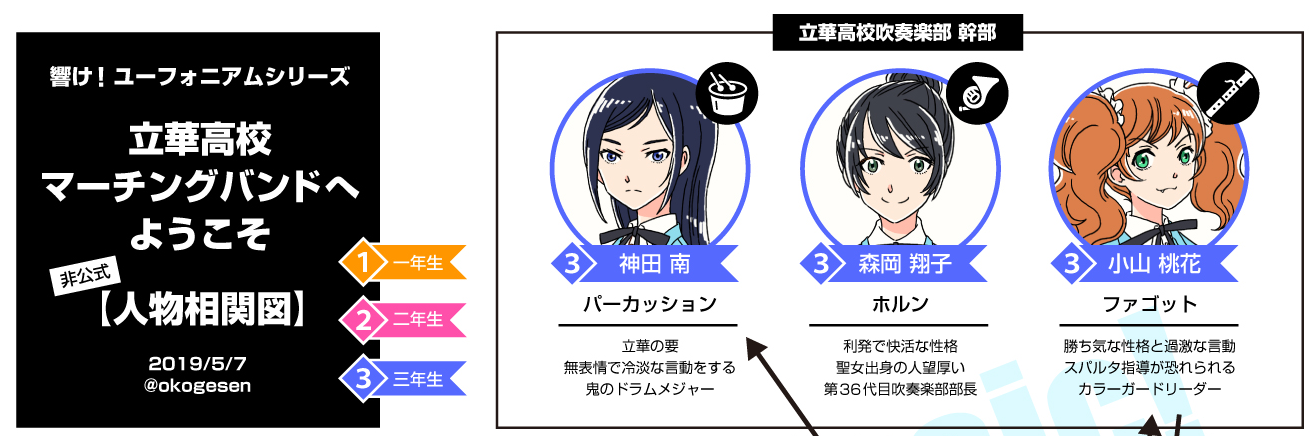 響け！ユーフォニアムシリーズ
立華高校
マーチングバンドへ
ようこそ
非公式
【人物相関図】
2019/5/7
@okogesen
1 一年生
2 二年生
3 三年生
立華高校吹奏楽部 幹部
3 神田 南
パーカッション
立華の要
無表情で冷淡な言動をする
鬼のドラムメジャー
3 森岡 翔子
ホルン
利発で快活な性格
聖女出身の人望厚い
第36代目吹奏楽部部長
3 小山 桃花
ファゴット
勝ち気な性格と過激な言動
スパルタ指導が恐れられる
カラーガードリーダー